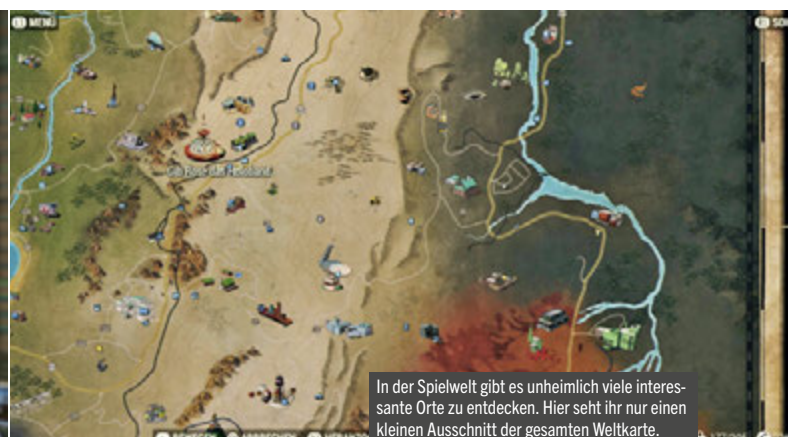 MENÜ
In der Spielwelt gibt es unheimlich viele interes-
sante Orte zu entdecken. Hier seht ihr nur einen
kleinen Ausschnitt der gesamten Weltkarte.